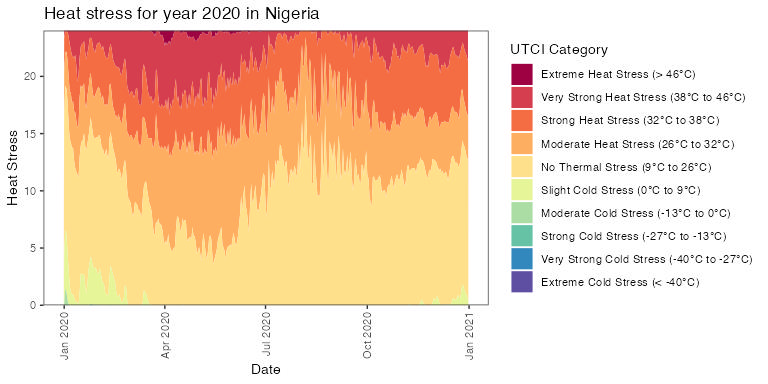 Heat stress for year 2020 in Nigeria
Heat Stress
20
15
10
5
0
Jan 2020
Apr 2020
Jul 2020
Oct 2020
Jan 2021
Date
UTCI Category
Extreme Heat Stress (> 46°C)
Very Strong Heat Stress (38°C to 46°C)
Strong Heat Stress (32°C to 38°C)
Moderate Heat Stress (26°C to 32°C)
No Thermal Stress (9°C to 26°C)
Slight Cold Stress (0°C to 9°C)
Moderate Cold Stress (-13°C to 0°C)
Strong Cold Stress (-27°C to -13°C)
Very Strong Cold Stress (-40°C to -27°C)
Extreme Cold Stress (< -40°C)